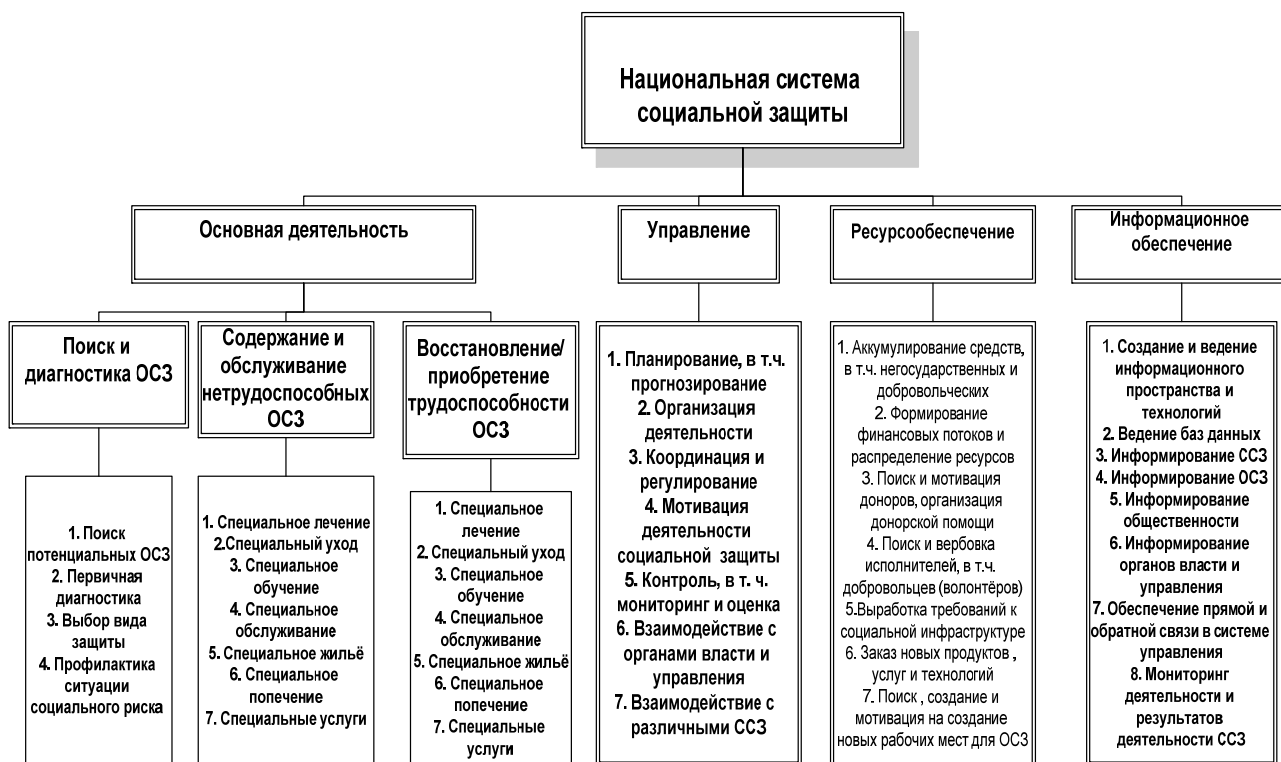 Национальная система
социальной защиты
Основная деятельность
Управление
Ресурсообеспечение
Информационное
обеспечение
Поиск и
диагностика ОСЗ
Содержание и
обслуживание
нетрудоспособных
ОСЗ
Восстановление/
приобретение
трудоспособности
ОСЗ
1. Поиск
потенциальных ОСЗ
2. Первичная
диагностика
3. Выбор вида
защиты
4. Профилактика
ситуации
социального риска
1. Специальное лечение
2.Специальный уход
3. Специальное
обучение
4. Специальное
обслуживание
5. Специальное жильё
6. Специальное
попечение
7. Специальные услуги
1. Специальное
лечение
2. Специальный уход
3. Специальное
обучение
4. Специальное
обслуживание
5. Специальное жильё
6. Специальное
попечение
7. Специальные
услуги
1. Планирование, в т.ч.
прогнозирование
2. Организация
деятельности
3. Координация и
регулирование
4. Мотивация
деятельности
социальной защиты
5. Контроль, в т. ч.
мониторинг и оценка
6. Взаимодействие с
органами власти и
управления
7. Взаимодействие с
различными ССЗ
1. Аккумулирование средств,
в т.ч. негосударственных и
добровольческих
2. Формирование
финансовых потоков и
распределение ресурсов
3. Поиск и мотивация
доноров, организация
донорской помощи
4. Поиск и вербовка
исполнителей, в т.ч.
добровольцев (волонтёров)
5.Выработка требований к
социальной инфраструктуре
6. Заказ новых продуктов ,
услуг и технологий
7. Поиск , создание и
мотивация на создание
новых рабочих мест для ОСЗ
1. Создание и ведение
информационного
пространства и
технологий
2. Ведение баз данных
3. Информирование ССЗ
4. Информирование ОСЗ
5. Информирование
общественности
6. Информирование
органов власти и
управления
7. Обеспечение прямой и
обратной связи в системе
управления
8. Мониторинг
деятельности и
результатов
деятельности ССЗ